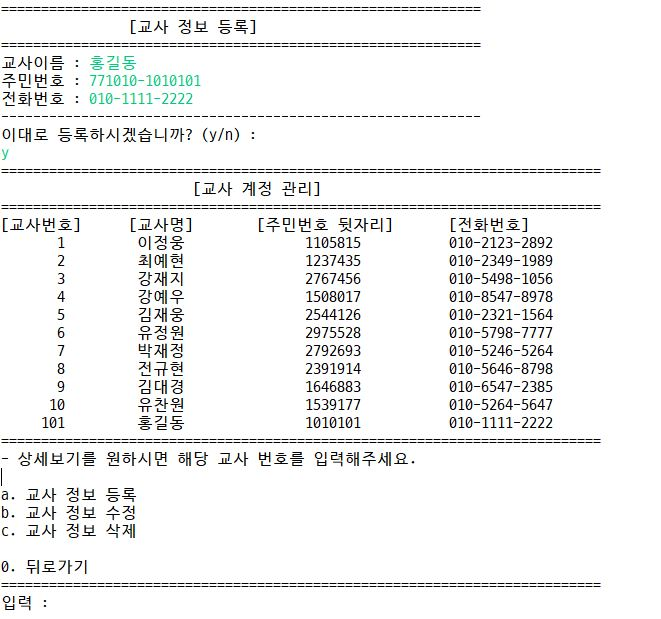 ============================================================
[교사 정보 등록]
============================================================
교사이름 : 홍길동
주민번호 : 771010-1010101
전화번호 : 010-1111-2222
------------------------------------------------------------
이대로 등록하시겠습니까? (y/n) :
y
===========================================================================
[교사 계정 관리]
===========================================================================
[교사번호] [교사명] [주민번호 뒷자리] [전화번호]
1 이정웅 1105815 010-2123-2892
2 최예현 1237435 010-2349-1989
3 강재지 2767456 010-5498-1056
4 강예우 1508017 010-8547-8978
5 김재웅 2544126 010-2321-1564
6 유정원 2975528 010-5798-7777
7 박재정 2792693 010-5246-5264
8 전규현 2391914 010-5646-8798
9 김대경 1646883 010-6547-2385
10 유찬원 1539177 010-5264-5647
101 홍길동 1010101 010-1111-2222
===========================================================================
- 상세보기를 원하시면 해당 교사 번호를 입력해주세요.
a. 교사 정보 등록
b. 교사 정보 수정
c. 교사 정보 삭제
0. 뒤로가기
===========================================================================
입력 :